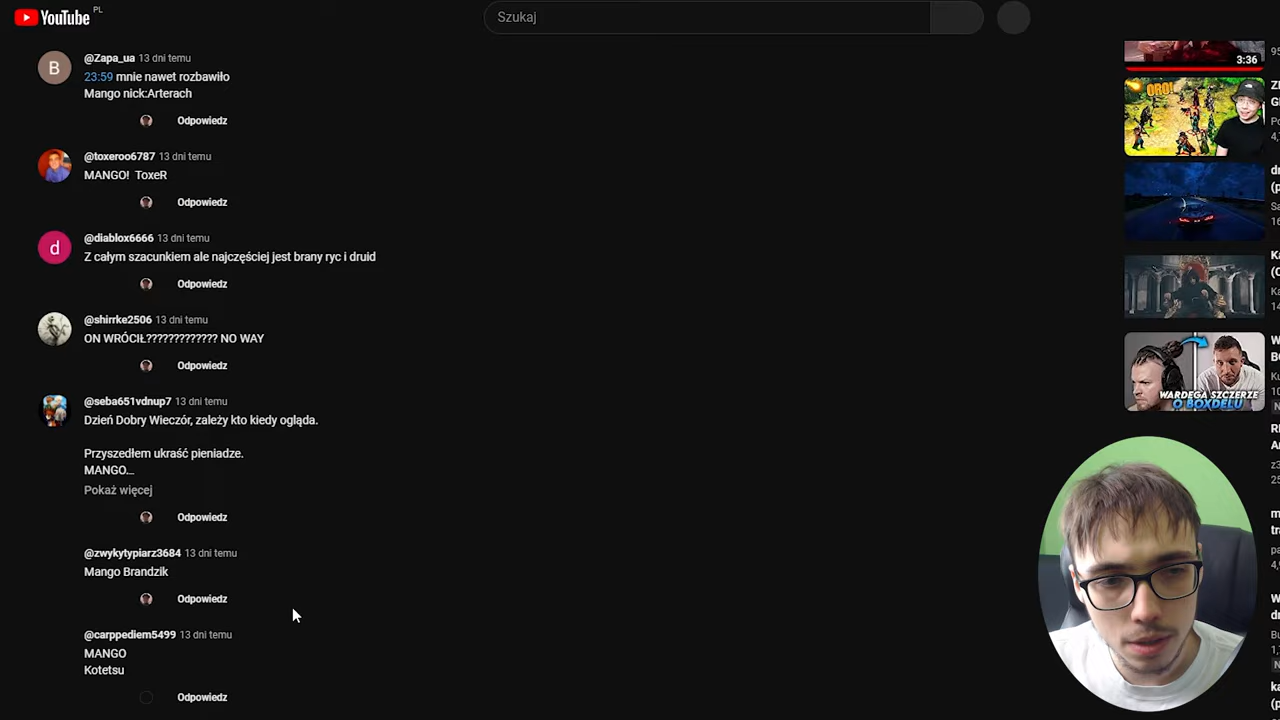 YouTube PL
Szukaj
@Zapa_ua 13 dni temu
23:59 mnie nawet rozbawiło
Mango nick:Arterach
Odpowiedz
@toxeroo6787 13 dni temu
MANGO! ToxeR
Odpowiedz
@diablox6666 13 dni temu
Z całym szacunkiem ale najczęściej jest brany ryc i druid
Odpowiedz
@shirrke2506 13 dni temu
ON WRÓCIŁ????????????? NO WAY
Odpowiedz
@seba651vdnup7 13 dni temu
Dzień Dobry Wieczór, zależy kto kiedy ogląda.
Przyszedłem ukraść pieniadze.
MANGO...
Pokaż więcej
Odpowiedz
@zwykytypiarz3684 13 dni temu
Mango Brandzik
Odpowiedz
@carppediem5499 13 dni temu
MANGO
Kotetsu
Odpowiedz
B
d
3:36
ORO!
WARDĘGA SZCZERZE
O BOXDELU